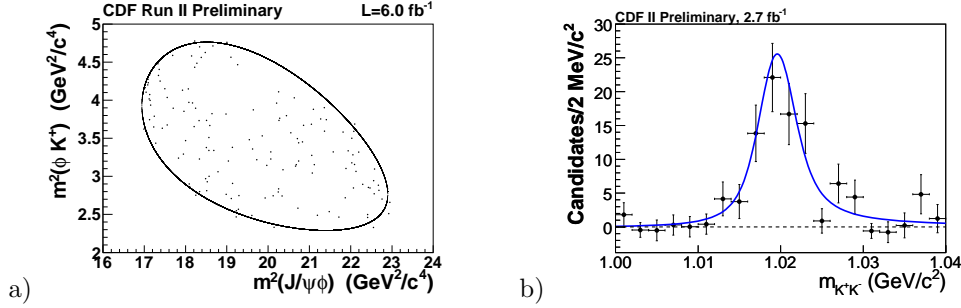 CDF Run II Preliminary L=6.0 fb⁻¹
m²(ϕ K⁺) (GeV²/c⁴)
5
4.5
4
3.5
3
2.5
2
16 17 18 19 20 21 22 23 24
m²(J/ψϕ) (GeV²/c⁴)
a)
CDF II Preliminary, 2.7 fb⁻¹
Candidates/2 MeV/c²
30
25
20
15
10
5
0
1.00 1.01 1.02 1.03 1.04
m_K⁺K⁻ (GeV/c²)
b)